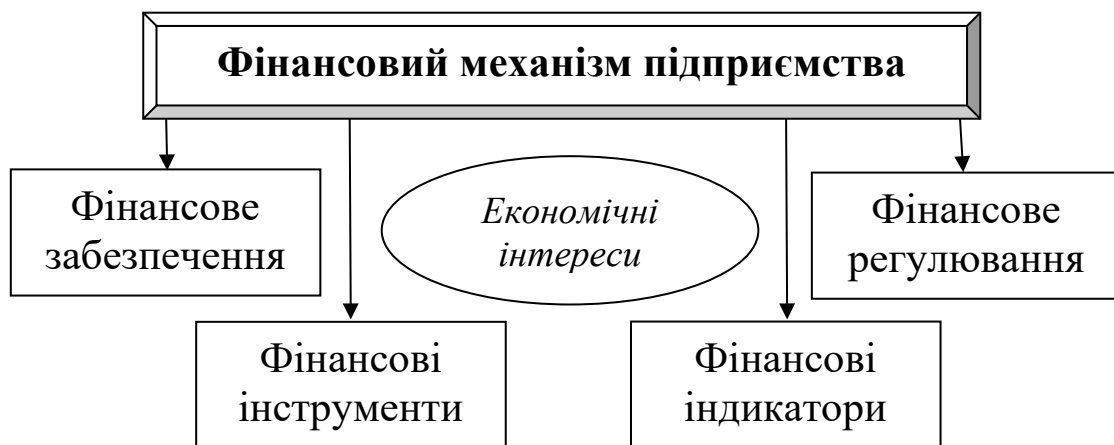 Фінансовий механізм підприємства
Фінансове
забезпечення
Економічні
інтереси
Фінансове
регулювання
Фінансові
інструменти
Фінансові
індикатори